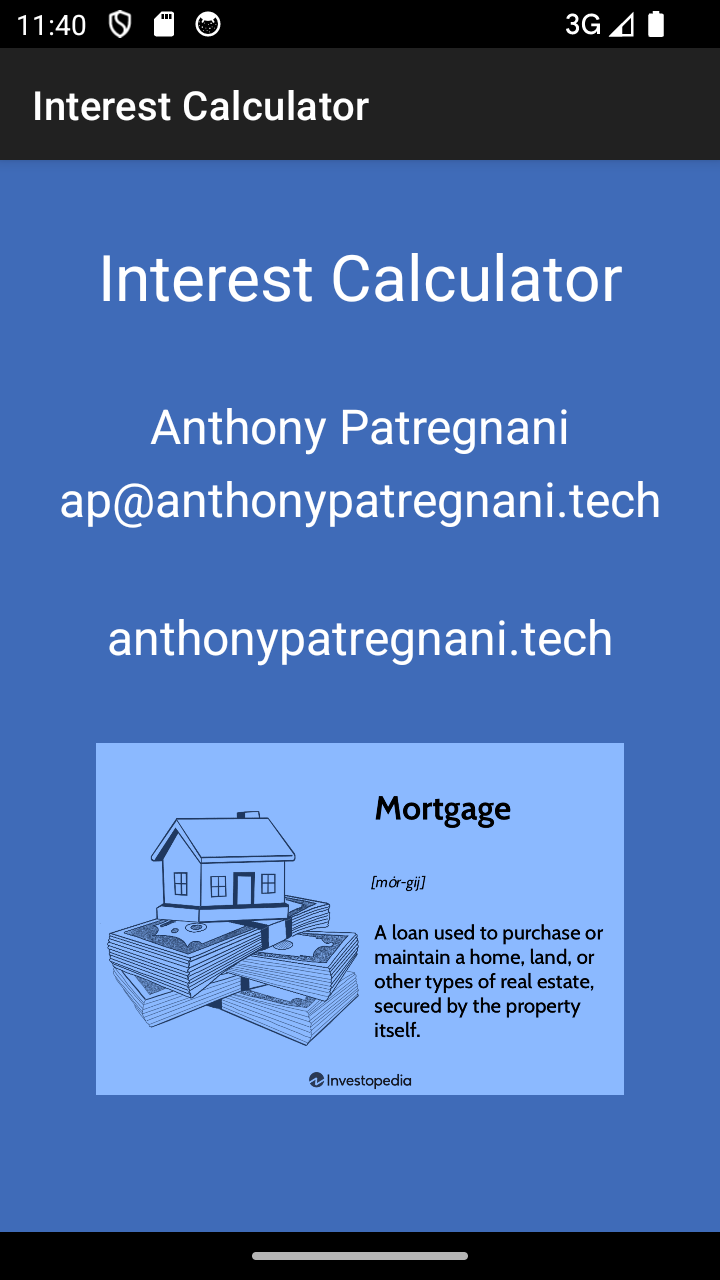 11:40 3G
Interest Calculator
Interest Calculator
Anthony Patregnani
ap@anthonypatregnani.tech
anthonypatregnani.tech
Mortgage
[mȯr-gij]
A loan used to purchase or
maintain a home, land, or
other types of real estate,
secured by the property
itself.
Investopedia